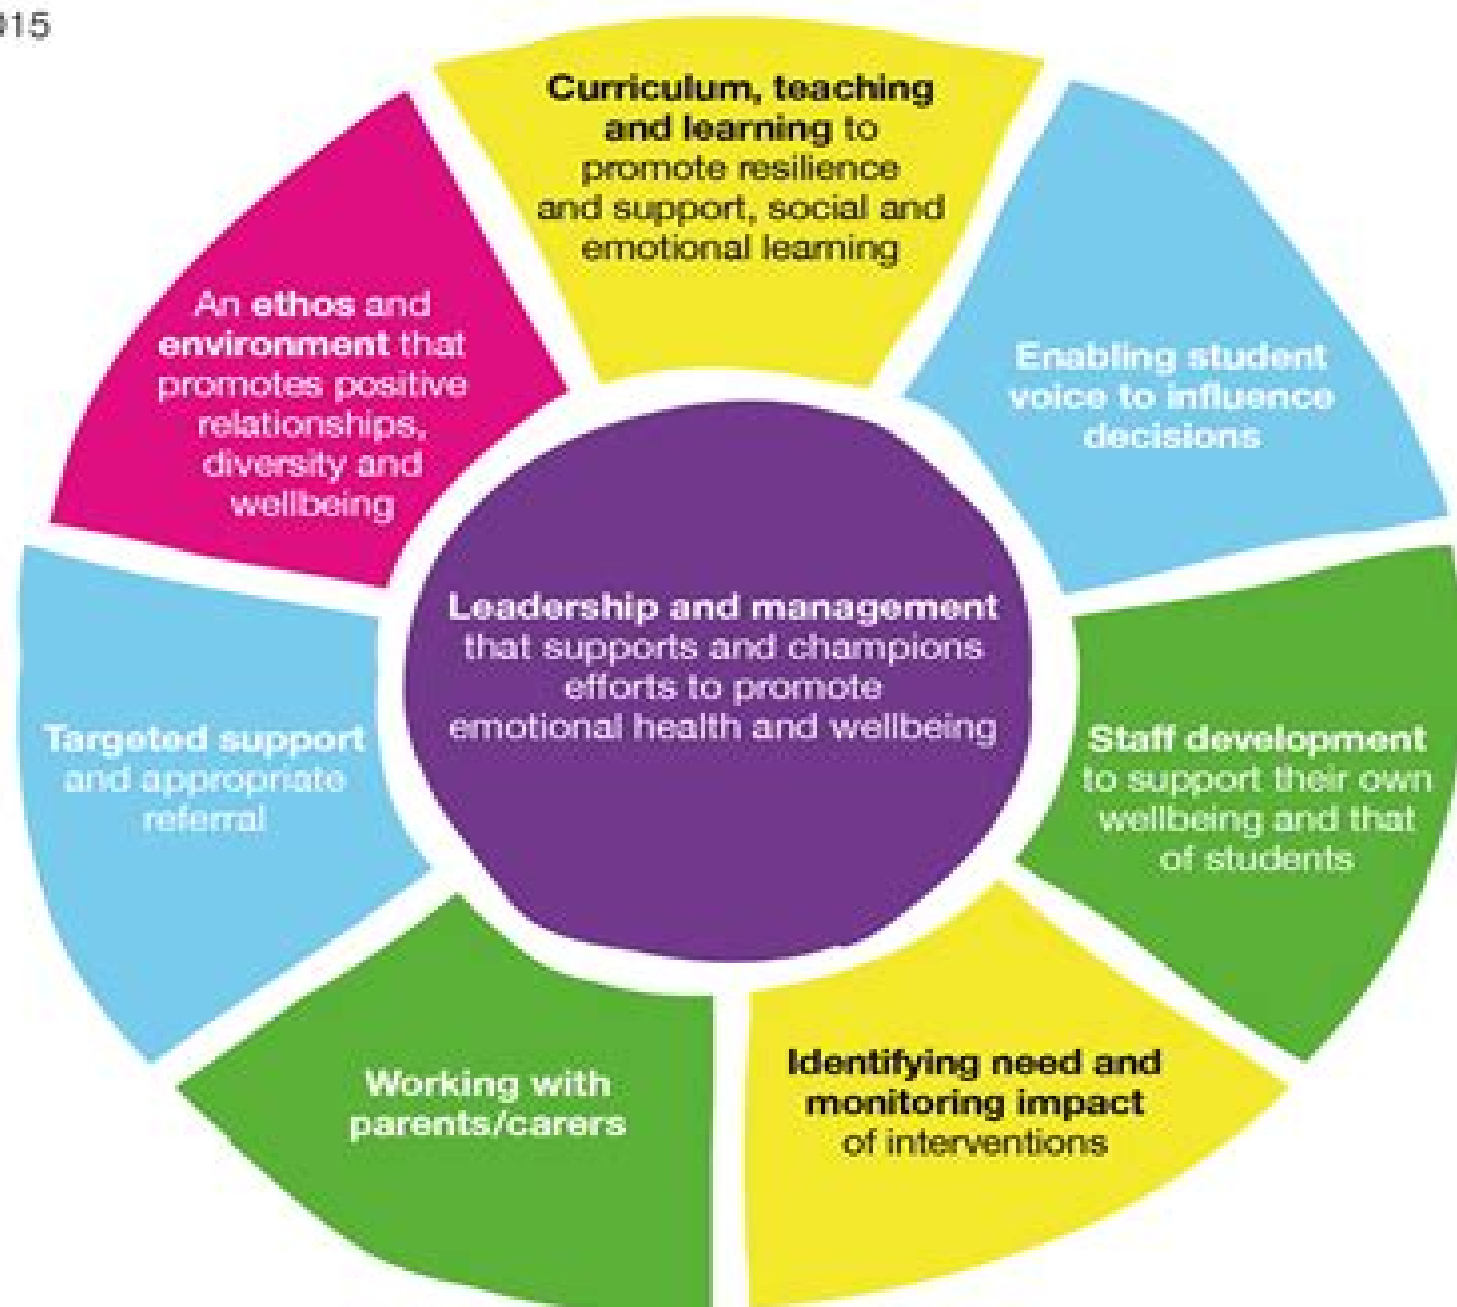 Curriculum, teaching
and learning to
promote resilience
and support, social and
emotional learning
Enabling student
voice to influence
decisions
Staff development
to support their own
wellbeing and that
of students
Identifying need and
monitoring impact
of interventions
Working with
parents/carers
Targeted support
and appropriate
referral
An ethos and
environment that
promotes positive
relationships,
diversity and
wellbeing
Leadership and management
that supports and champions
efforts to promote
emotional health and wellbeing